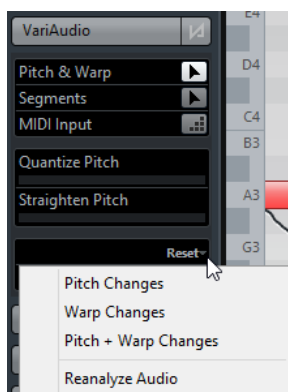 VariAudio
E4
Pitch & Warp
D4
Segments
MIDI Input
C4
B3
Quantize Pitch
Straighten Pitch
A3
Reset
G3
Pitch Changes
Warp Changes
Pitch + Warp Changes
Reanalyze Audio